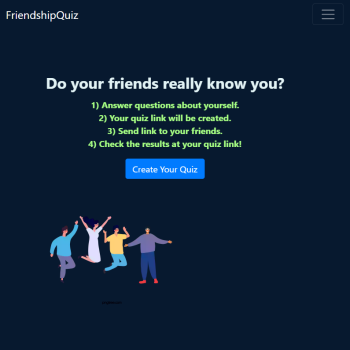 FriendshipQuiz
Do your friends really know you?
1) Answer questions about yourself.
2) Your quiz link will be created.
3) Send link to your friends.
4) Check the results at your quiz link!
Create Your Quiz